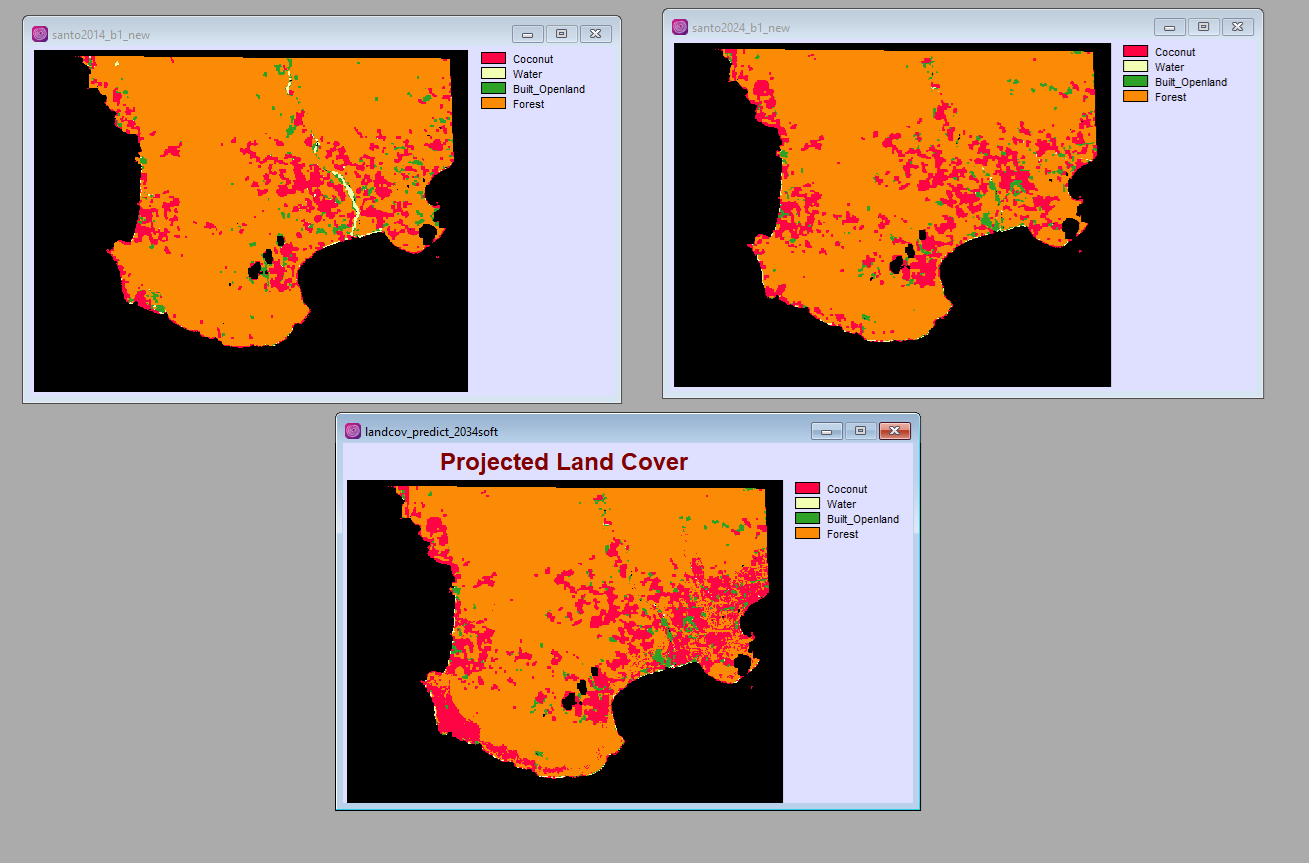 santo2014_b1_new
Coconut
Water
Built_Openland
Forest
santo2024_b1_new
Coconut
Water
Built_Openland
Forest
landcov_predict_2034soft
Projected Land Cover
Coconut
Water
Built_Openland
Forest